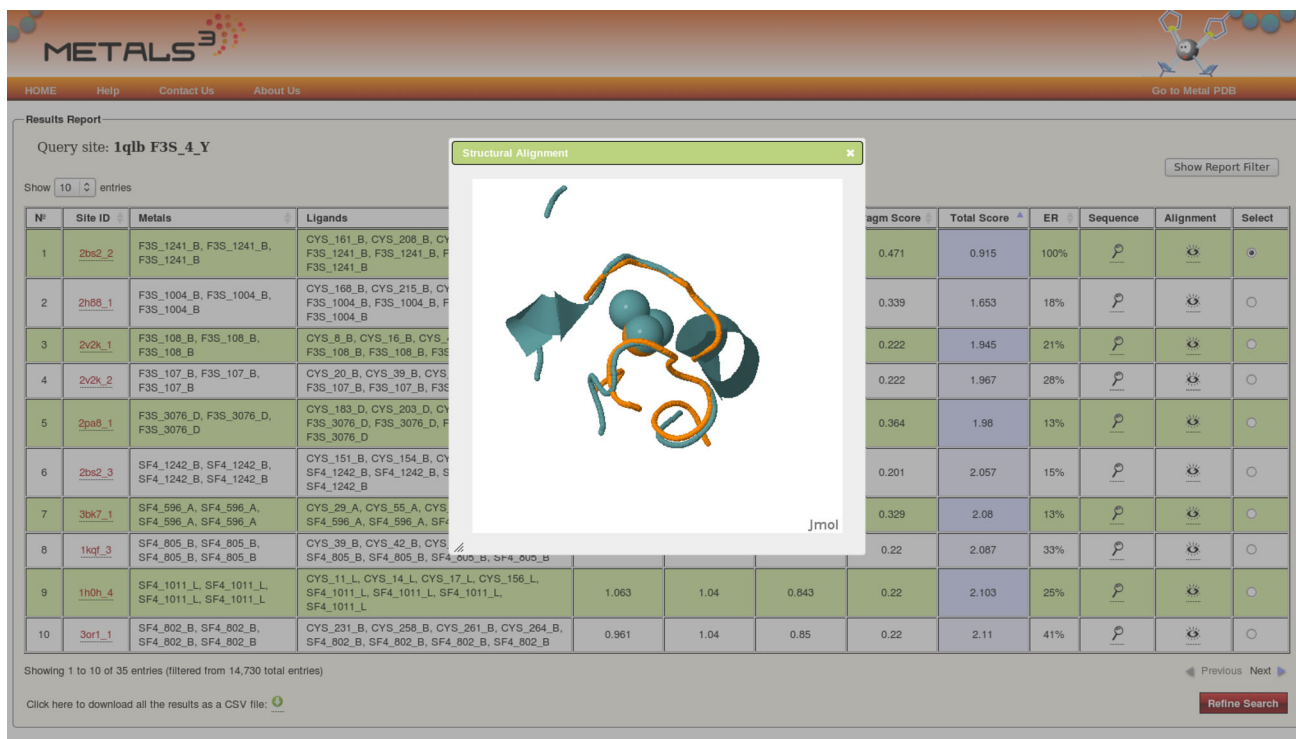 METALS³
HOME Help Contact Us About Us Go to Metal PDB
Results Report
Query site: 1qlb F3S_4_Y
Show Report Filter
Show 10 entries
Structural Alignment
Jmol
Nº Site ID Metals Ligands agm Score Total Score ER Sequence Alignment Select
1 2bs2_2 F3S_1241_B, F3S_1241_B, F3S_1241_B CYS_161_B, CYS_208_B, CY
F3S_1241_B, F3S_1241_B, F
F3S_1241_B 0.471 0.915 100%
2 2h88_1 F3S_1004_B, F3S_1004_B, F3S_1004_B CYS_168_B, CYS_215_B, CY
F3S_1004_B, F3S_1004_B, F
F3S_1004_B 0.339 1.653 18%
3 2v2k_1 F3S_108_B, F3S_108_B, F3S_108_B CYS_8_B, CYS_16_B, CYS_
F3S_108_B, F3S_108_B, F3S 0.222 1.945 21%
4 2v2k_2 F3S_107_B, F3S_107_B, F3S_107_B CYS_20_B, CYS_39_B, CYS_
F3S_107_B, F3S_107_B, F3S 0.222 1.967 28%
5 2pa8_1 F3S_3076_D, F3S_3076_D, F3S_3076_D CYS_183_D, CYS_203_D, CY
F3S_3076_D, F3S_3076_D, F
F3S_3076_D 0.364 1.98 13%
6 2bs2_3 SF4_1242_B, SF4_1242_B, SF4_1242_B, SF4_1242_B CYS_151_B, CYS_154_B, CY
SF4_1242_B, SF4_1242_B, S
SF4_1242_B 0.201 2.057 15%
7 3bk7_1 SF4_596_A, SF4_596_A, SF4_596_A, SF4_596_A CYS_29_A, CYS_55_A, CYS_
SF4_596_A, SF4_596_A, SF4 0.329 2.08 13%
8 1kqf_3 SF4_805_B, SF4_805_B, SF4_805_B, SF4_805_B CYS_39_B, CYS_42_B, CYS_
SF4_805_B, SF4_805_B, SF4_805_B, SF4_805_B 0.22 2.087 33%
9 1h0h_4 SF4_1011_L, SF4_1011_L, SF4_1011_L, SF4_1011_L CYS_11_L, CYS_14_L, CYS_17_L, CYS_156_L,
SF4_1011_L, SF4_1011_L, SF4_1011_L,
SF4_1011_L 1.063 1.04 0.843 0.22 2.103 25%
10 3or1_1 SF4_802_B, SF4_802_B, SF4_802_B, SF4_802_B CYS_231_B, CYS_258_B, CYS_261_B, CYS_264_B,
SF4_802_B, SF4_802_B, SF4_802_B, SF4_802_B 0.961 1.04 0.85 0.22 2.11 41%
Showing 1 to 10 of 35 entries (filtered from 14,730 total entries)
Previous Next
Click here to download all the results as a CSV file:
Refine Search